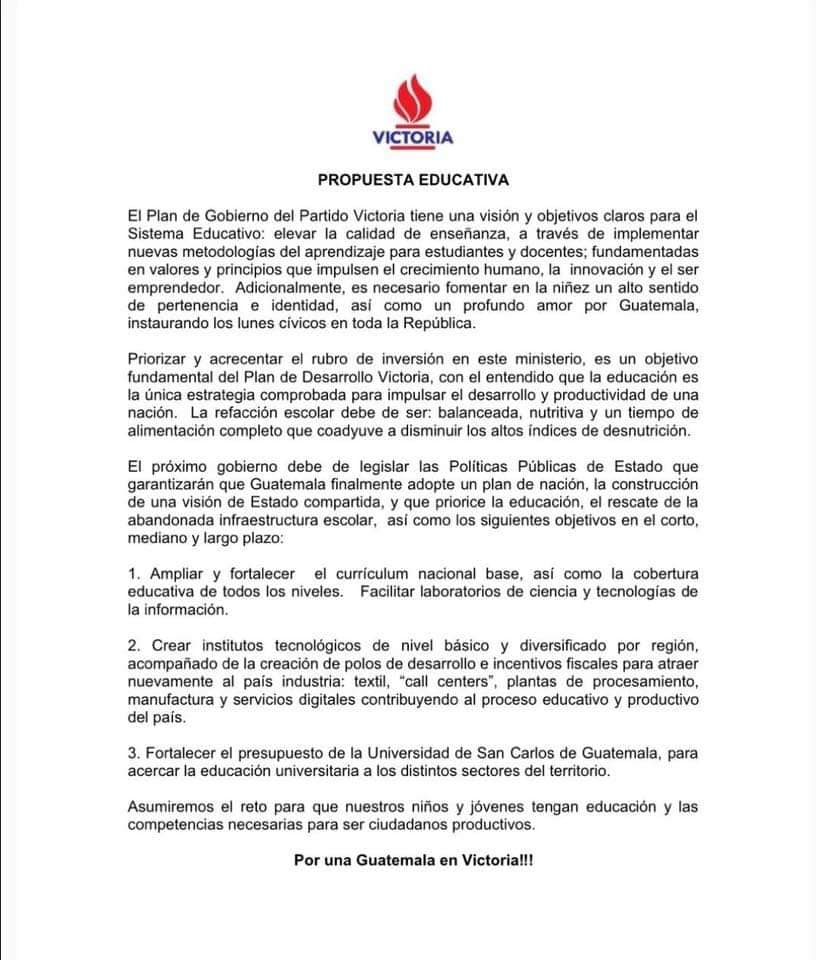 VICTORIA
PROPUESTA EDUCATIVA
El Plan de Gobierno del Partido Victoria tiene una visión y objetivos claros para el
Sistema Educativo: elevar la calidad de enseñanza, a través de implementar
nuevas metodologías del aprendizaje para estudiantes y docentes; fundamentadas
en valores y principios que impulsen el crecimiento humano, la innovación y el ser
emprendedor. Adicionalmente, es necesario fomentar en la niñez un alto sentido
de pertenencia e identidad, así como un profundo amor por Guatemala,
instaurando los lunes cívicos en toda la República.
Priorizar y acrecentar el rubro de inversión en este ministerio, es un objetivo
fundamental del Plan de Desarrollo Victoria, con el entendido que la educación es
la única estrategia comprobada para impulsar el desarrollo y productividad de una
nación. La refacción escolar debe de ser: balanceada, nutritiva y un tiempo de
alimentación completo que coadyuve a disminuir los altos índices de desnutrición.
El próximo gobierno debe de legislar las Políticas Públicas de Estado que
garantizarán que Guatemala finalmente adopte un plan de nación, la construcción
de una visión de Estado compartida, y que priorice la educación, el rescate de la
abandonada infraestructura escolar, así como los siguientes objetivos en el corto,
mediano y largo plazo:
1. Ampliar y fortalecer el currículum nacional base, así como la cobertura
educativa de todos los niveles. Facilitar laboratorios de ciencia y tecnologías de
la información.
2. Crear institutos tecnológicos de nivel básico y diversificado por región,
acompañado de la creación de polos de desarrollo e incentivos fiscales para atraer
nuevamente al país industria: textil, “call centers”, plantas de procesamiento,
manufactura y servicios digitales contribuyendo al proceso educativo y productivo
del país.
3. Fortalecer el presupuesto de la Universidad de San Carlos de Guatemala, para
acercar la educación universitaria a los distintos sectores del territorio.
Asumiremos el reto para que nuestros niños y jóvenes tengan educación y las
competencias necesarias para ser ciudadanos productivos.
Por una Guatemala en Victoria!!!